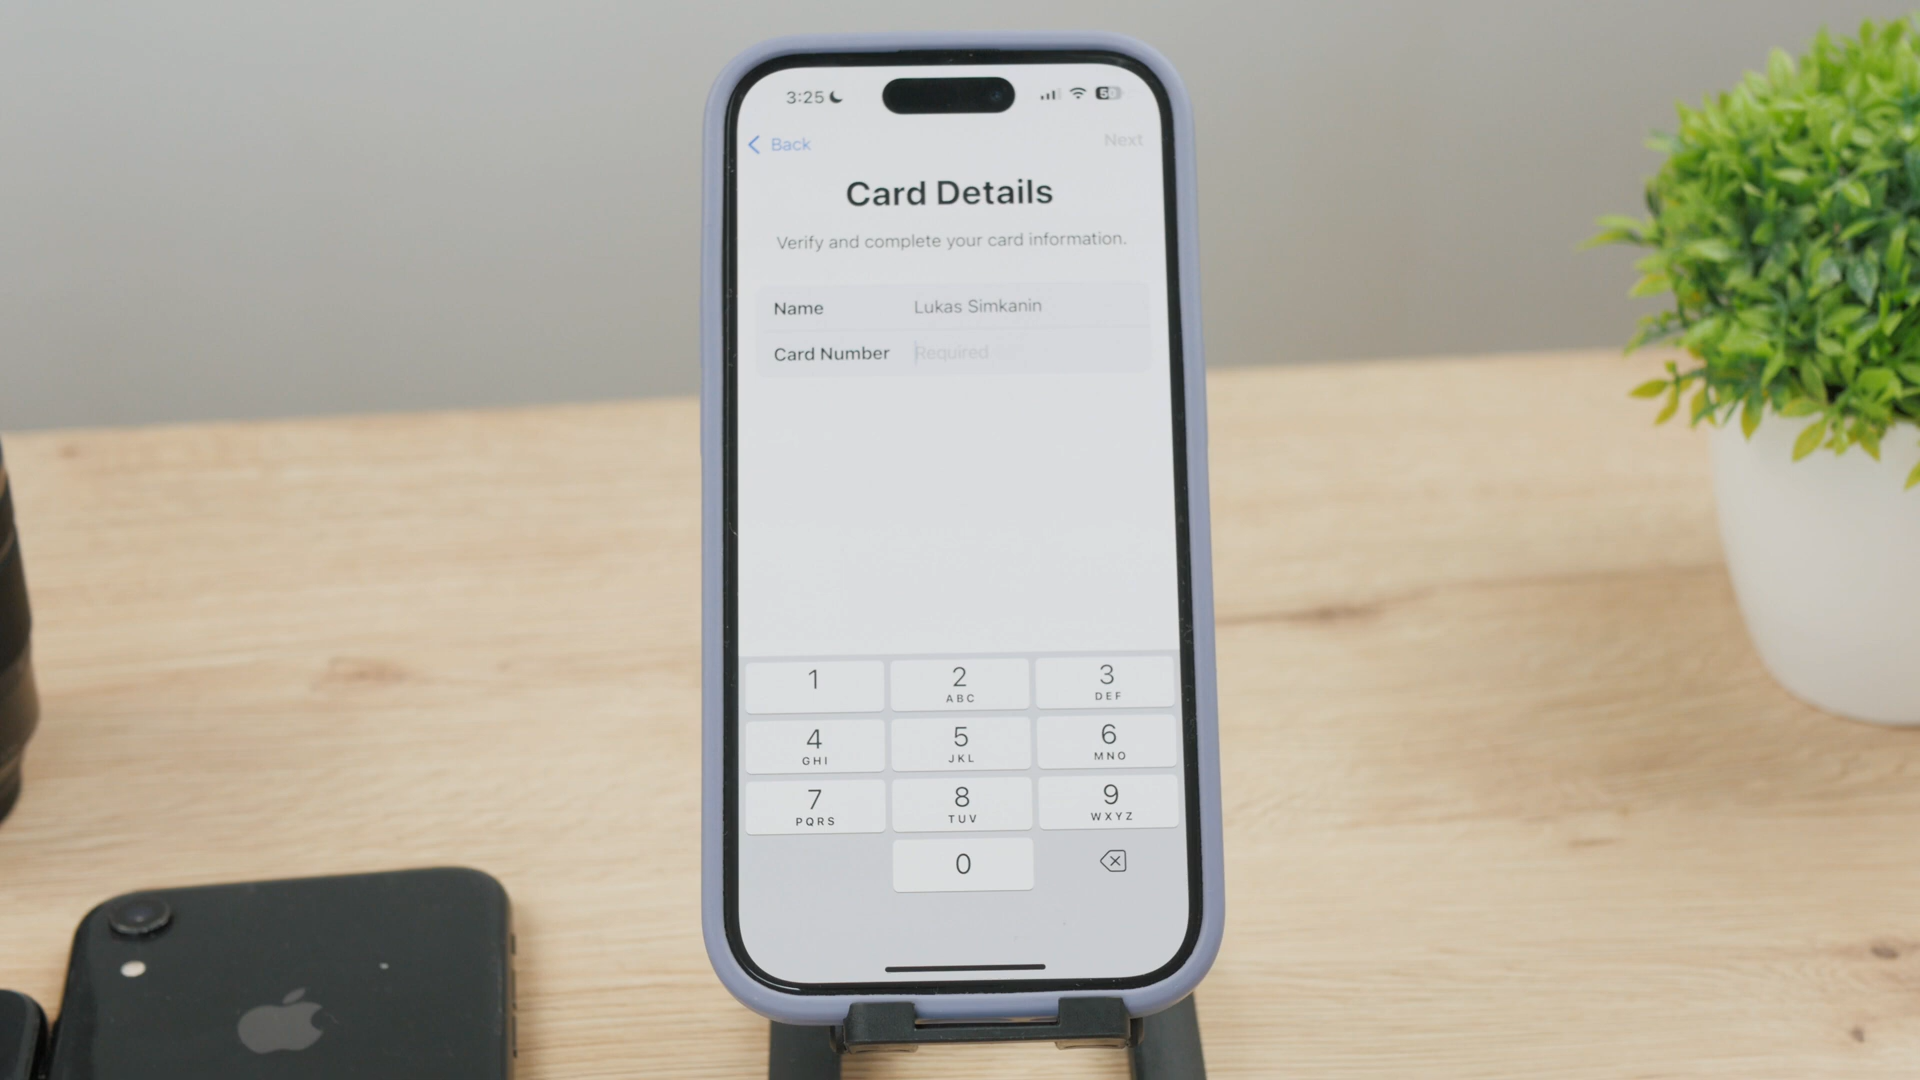 3:25 50
Back Next
Card Details
Verify and complete your card information.
Name Lukas Simkanin
Card Number Required
1 2 3
ABC DEF
4 5 6
GHI JKL MNO
7 8 9
PQRS TUV WXYZ
0